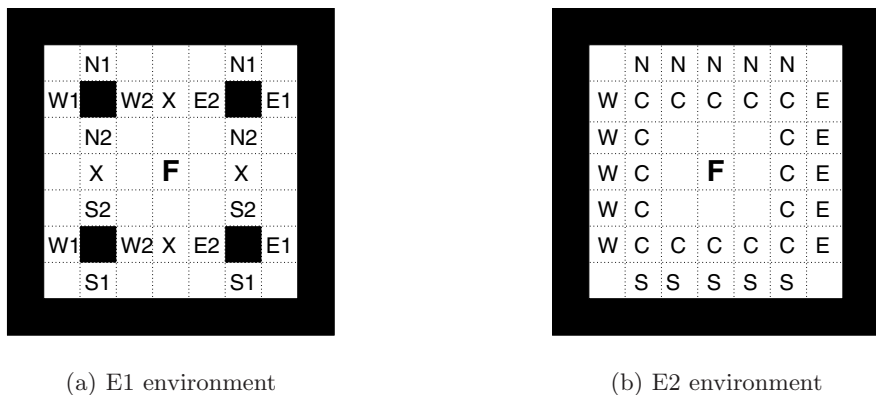 N1 N1
W1 W2 X E2 E1
N2 N2
X F X
S2 S2
W1 W2 X E2 E1
S1 S1
(a) E1 environment
N N N N N
W C C C C C E
W C C E
W C F C E
W C C E
W C C C C C E
S S S S S
(b) E2 environment